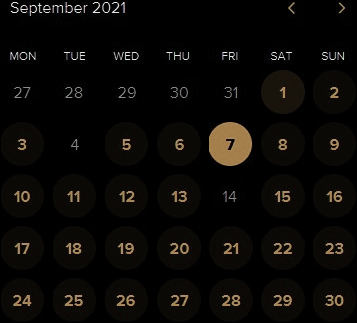 September 2021
MON TUE WED THU FRI SAT SUN
27 28 29 30 31 1 2
3 4 5 6 7 8 9
10 11 12 13 14 15 16
17 18 19 20 21 22 23
24 25 26 27 28 29 30